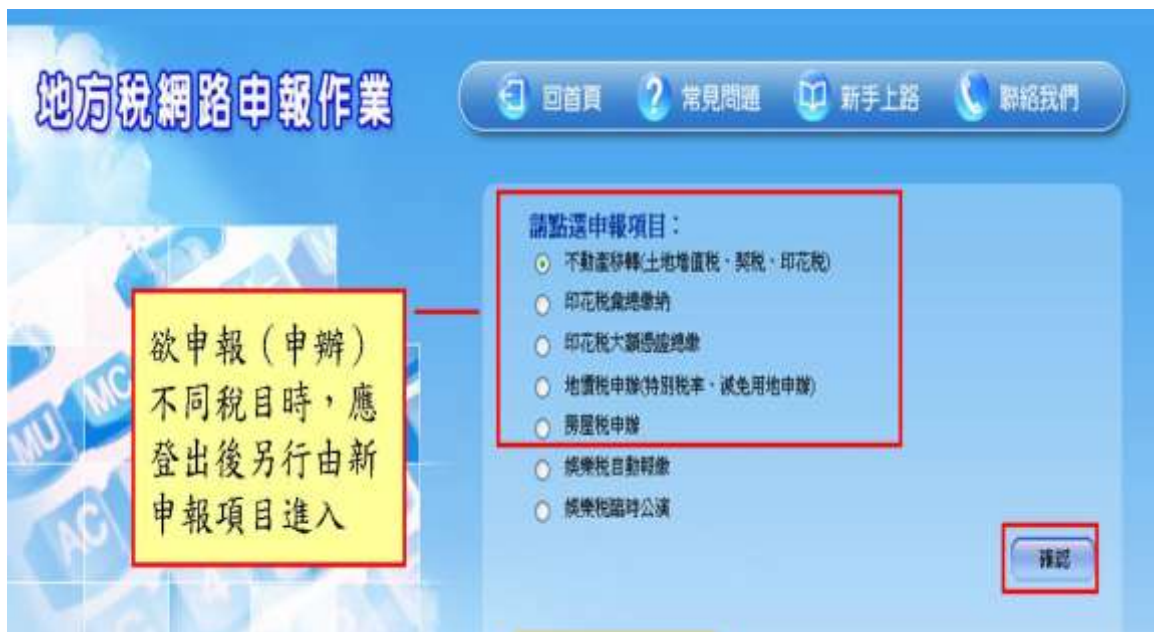 地方稅網路申報作業
回首頁
常見問題
新手上路
聯絡我們
請點選申報項目：
不動產移轉(土地增值稅、契稅、印花稅)
印花稅彙總繳納
印花稅大額憑證總繳
地價稅申辦(特別稅率、減免用地申辦)
房屋稅申辦
娛樂稅自動報繳
娛樂稅臨時公演
確認
欲申報（申辦）
不同稅目時，應
登出後另行由新
申報項目進入
MU
MC
AC